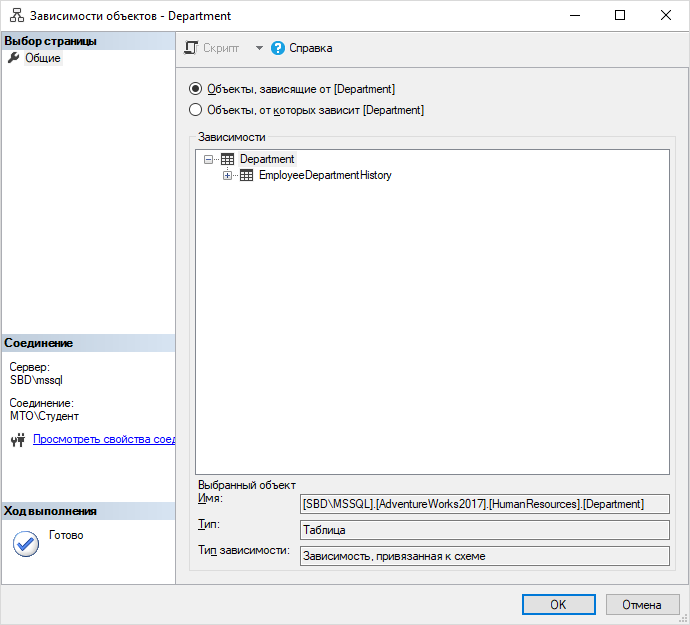 Зависимости объектов - Department
Выбор страницы
Общие
Скрипт
Справка
Объекты, зависящие от [Department]
Объекты, от которых зависит [Department]
Зависимости
Department
EmployeeDepartmentHistory
Соединение
Сервер:
SBD\mssql
Соединение:
МТО\Студент
Просмотреть свойства соед
Ход выполнения
Готово
Выбранный объект
Имя:
[SBD\MSSQL].[AdventureWorks2017].[HumanResources].[Department]
Тип:
Таблица
Тип зависимости:
Зависимость, привязанная к схеме
OK
Отмена